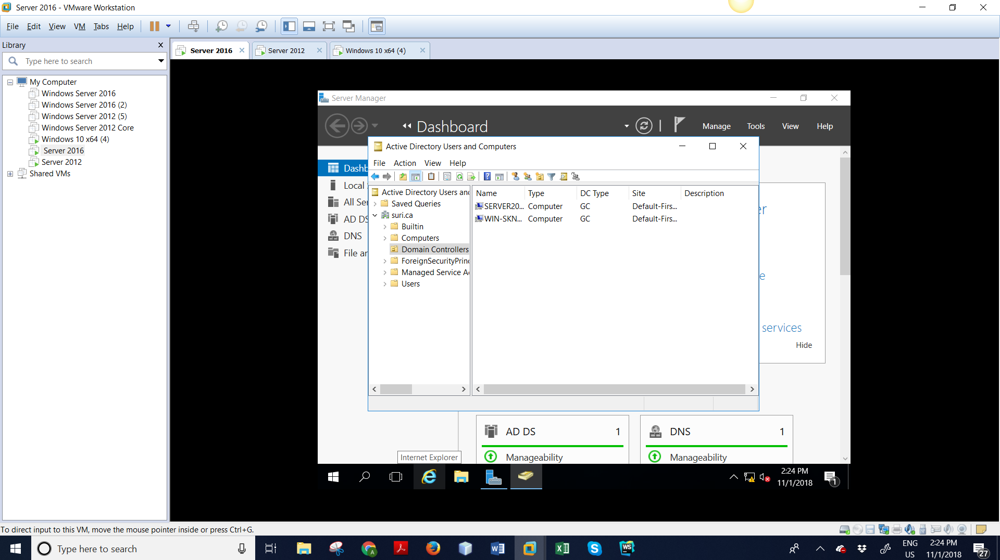 Server 2016 - VMware Workstation
File Edit View VM Tabs Help
Library
Type here to search
My Computer
Windows Server 2016
Windows Server 2016 (2)
Windows Server 2012 (5)
Windows Server 2012 Core
Windows 10 x64 (4)
Server 2016
Server 2012
Shared VMs
Server 2016
Server 2012
Windows 10 x64 (4)
Server Manager
Dashboard
Manage Tools View Help
Dashb
Local
All Ser
AD DS
DNS
File ar
Active Directory Users and Computers
File Action View Help
Active Directory Users and
Saved Queries
suri.ca
Builtin
Computers
Domain Controllers
ForeignSecurityPrinc
Managed Service Ac
Users
Name Type DC Type Site Description
SERVER20... Computer GC Default-Firs...
WIN-SKN... Computer GC Default-Firs...
er
e
services
Hide
AD DS 1
Manageability
DNS 1
Manageability
Internet Explorer
2:24 PM
11/1/2018
1
To direct input to this VM, move the mouse pointer inside or press Ctrl+G.
Type here to search
A
WS
ENG
US
2:24 PM
11/1/2018
27